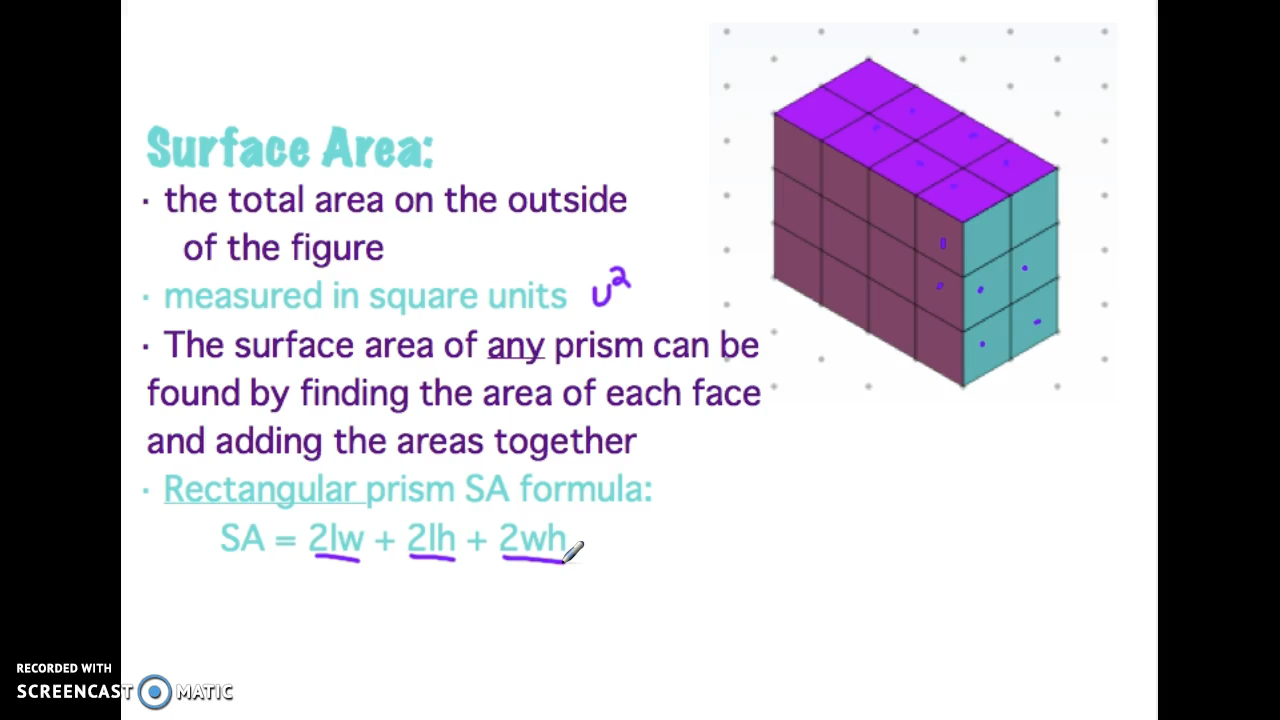 Surface Area:
· the total area on the outside
of the figure
· measured in square units u²
· The surface area of any prism can be
found by finding the area of each face
and adding the areas together
· Rectangular prism SA formula:
SA = 2lw + 2lh + 2wh
RECORDED WITH
SCREENCAST MATIC